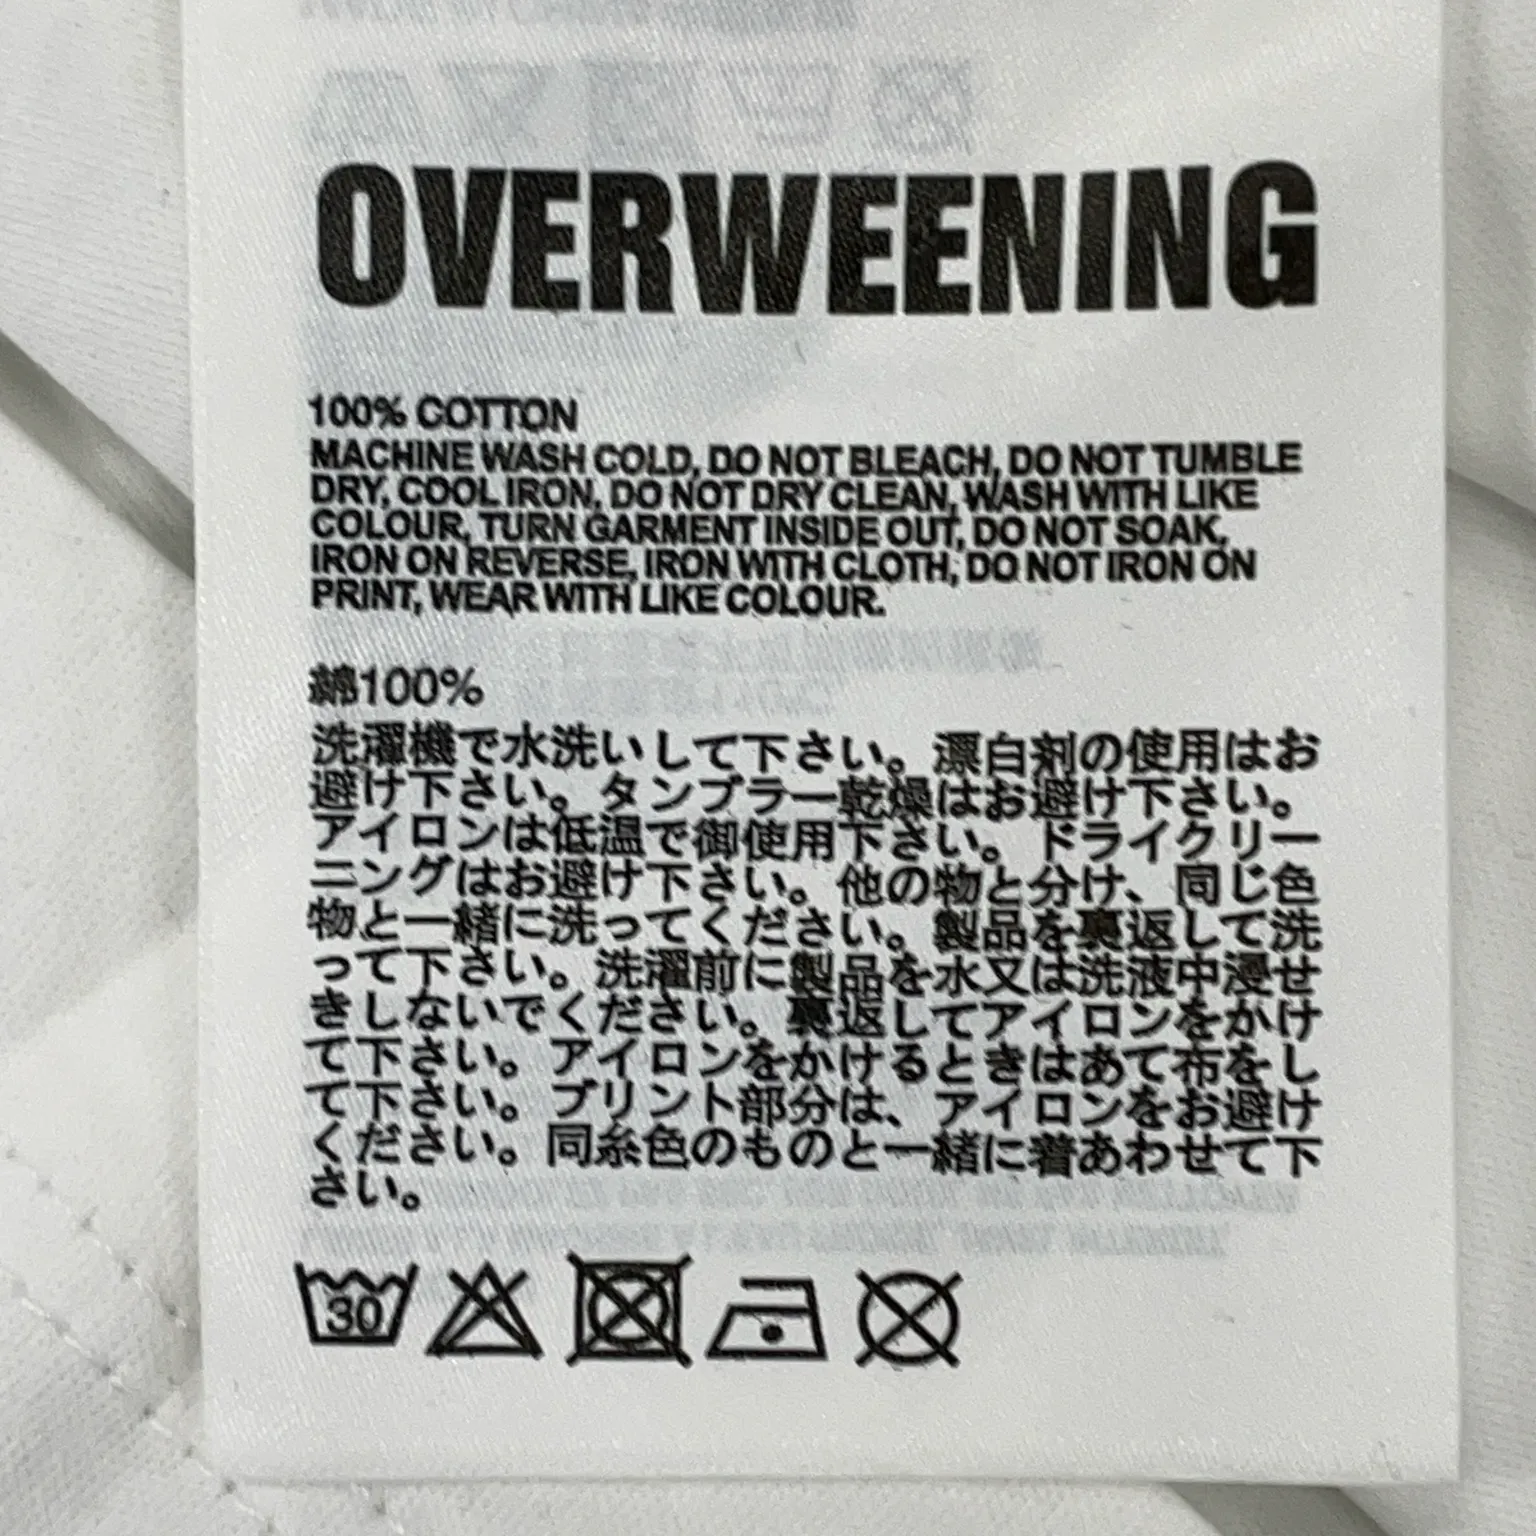 OVERWEENING
100% COTTON
MACHINE WASH COLD, DO NOT BLEACH, DO NOT TUMBLE
DRY, COOL IRON, DO NOT DRY CLEAN, WASH WITH LIKE
COLOUR, TURN GARMENT INSIDE OUT, DO NOT SOAK,
IRON ON REVERSE, IRON WITH CLOTH, DO NOT IRON ON
PRINT, WEAR WITH LIKE COLOUR.
綿100%
洗濯機で水洗いして下さい。漂白剤の使用はお
避け下さい。タンブラー乾燥はお避け下さい。
アイロンは低温で御使用下さい。ドライクリー
ニングはお避け下さい。他の物と分け、同じ色
物と一緒に洗ってください。製品を裏返して洗
って下さい。洗濯前に製品を水又は洗液中浸せ
きしないでください。裏返してアイロンをかけ
て下さい。アイロンをかけるときはあて布をし
て下さい。プリント部分は、アイロンをお避け
ください。同系色のものと一緒に着あわせて下
さい。
30